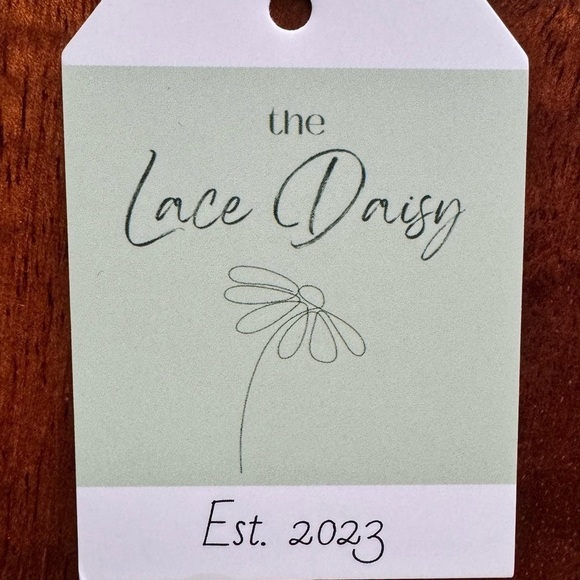 the
Lace Daisy
Est. 2023